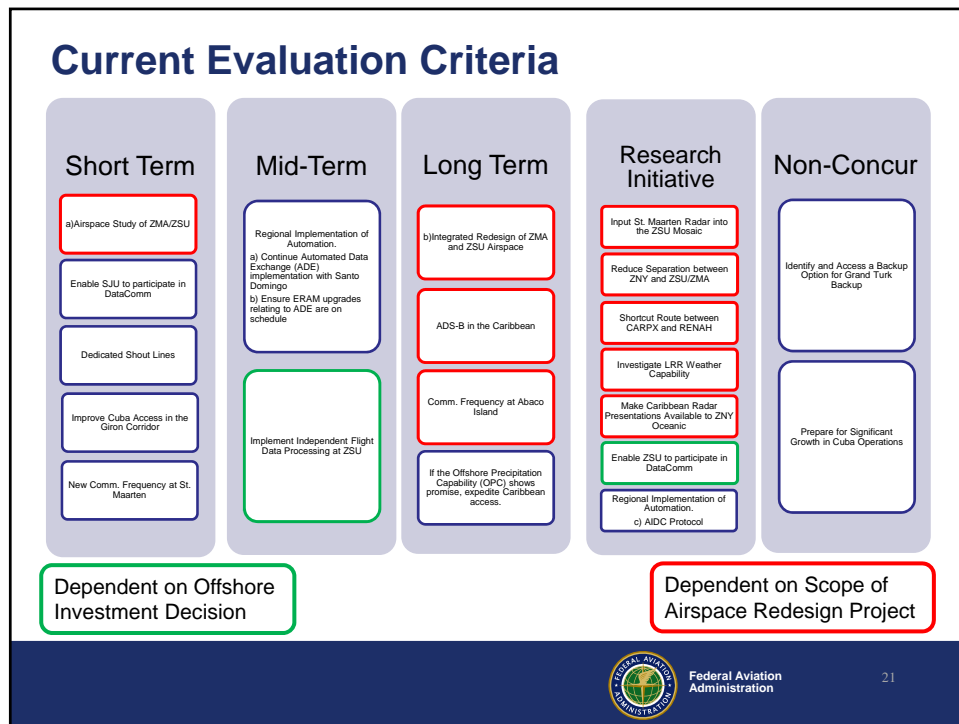 Current Evaluation Criteria
Short Term
a)Airspace Study of ZMA/ZSU
Enable SJU to participate in
DataComm
Dedicated Shout Lines
Improve Cuba Access in the
Giron Corridor
New Comm. Frequency at St.
Maarten
Mid-Term
Regional Implementation of
Automation.
a) Continue Automated Data
Exchange (ADE)
implementation with Santo
Domingo
b) Ensure ERAM upgrades
relating to ADE are on
schedule
Implement Independent Flight
Data Processing at ZSU
Long Term
b)Integrated Redesign of ZMA
and ZSU Airspace
ADS-B in the Caribbean
Comm. Frequency at Abaco
Island
If the Offshore Precipitation
Capability (OPC) shows
promise, expedite Caribbean
access.
Research
Initiative
Input St. Maarten Radar into
the ZSU Mosaic
Reduce Separation between
ZNY and ZSU/ZMA
Shortcut Route between
CARPX and RENAH
Investigate LRR Weather
Capability
Make Caribbean Radar
Presentations Available to ZNY
Oceanic
Enable ZSU to participate in
DataComm
Regional Implementation of
Automation.
c) AIDC Protocol
Non-Concur
Identify and Access a Backup
Option for Grand Turk
Backup
Prepare for Significant
Growth in Cuba Operations
Dependent on Offshore
Investment Decision
Dependent on Scope of
Airspace Redesign Project
FEDERAL AVIATION
ADMINISTRATION
Federal Aviation
Administration
21